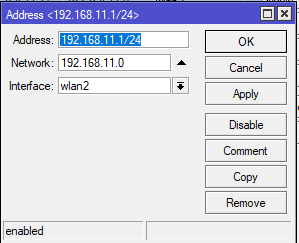 Address <192.168.11.1/24>
Address: 192.168.11.1/24
Network: 192.168.11.0
Interface: wlan2
OK
Cancel
Apply
Disable
Comment
Copy
Remove
enabled